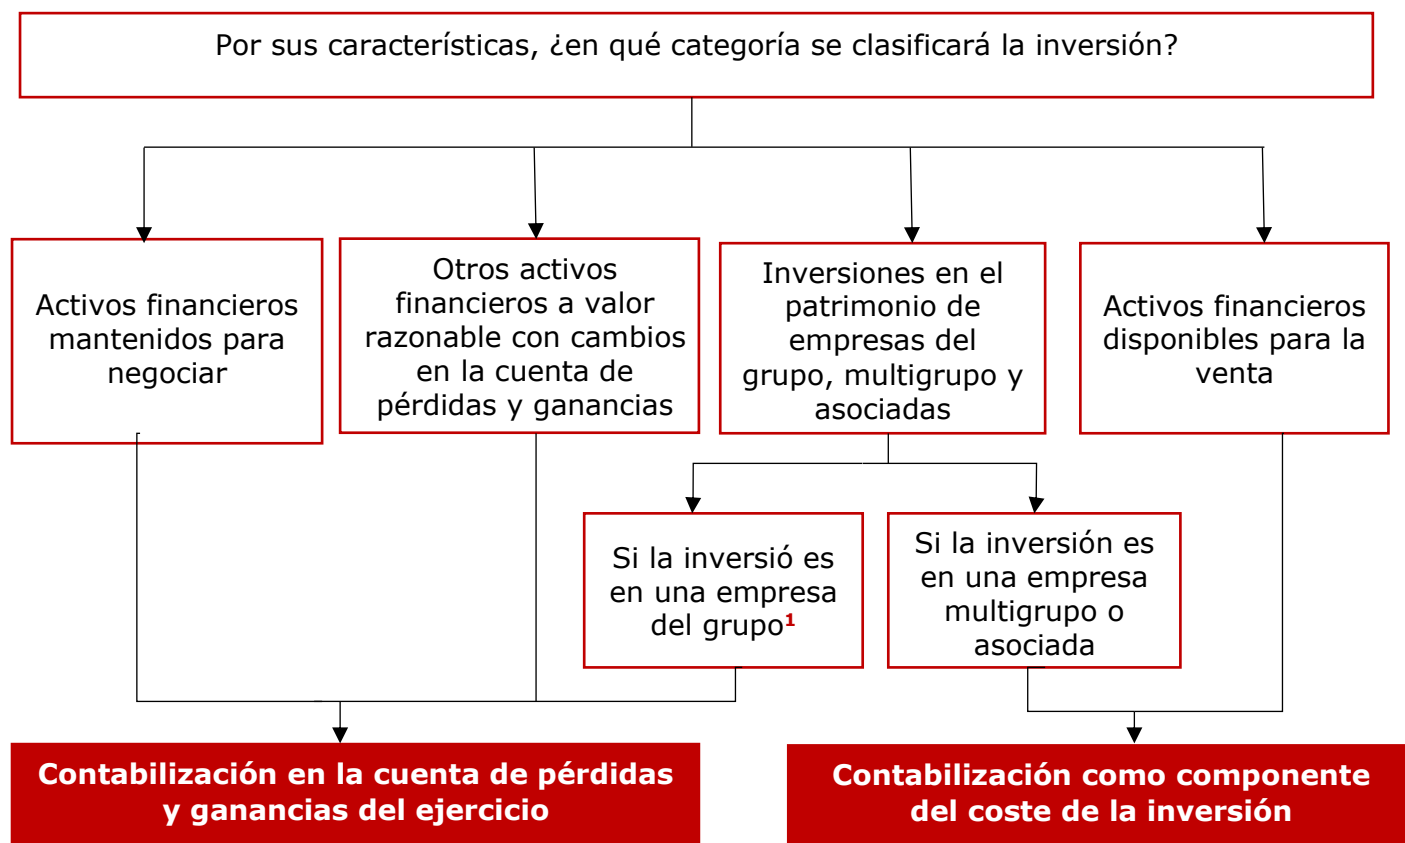 Por sus características, ¿en qué categoría se clasificará la inversión?
Activos financieros
mantenidos para
negociar
Otros activos
financieros a valor
razonable con cambios
en la cuenta de
pérdidas y ganancias
Inversiones en el
patrimonio de
empresas del
grupo, multigrupo y
asociadas
Activos financieros
disponibles para la
venta
Si la inversió es
en una empresa
del grupo¹
Si la inversión es
en una empresa
multigrupo o
asociada
Contabilización en la cuenta de pérdidas
y ganancias del ejercicio
Contabilización como componente
del coste de la inversión